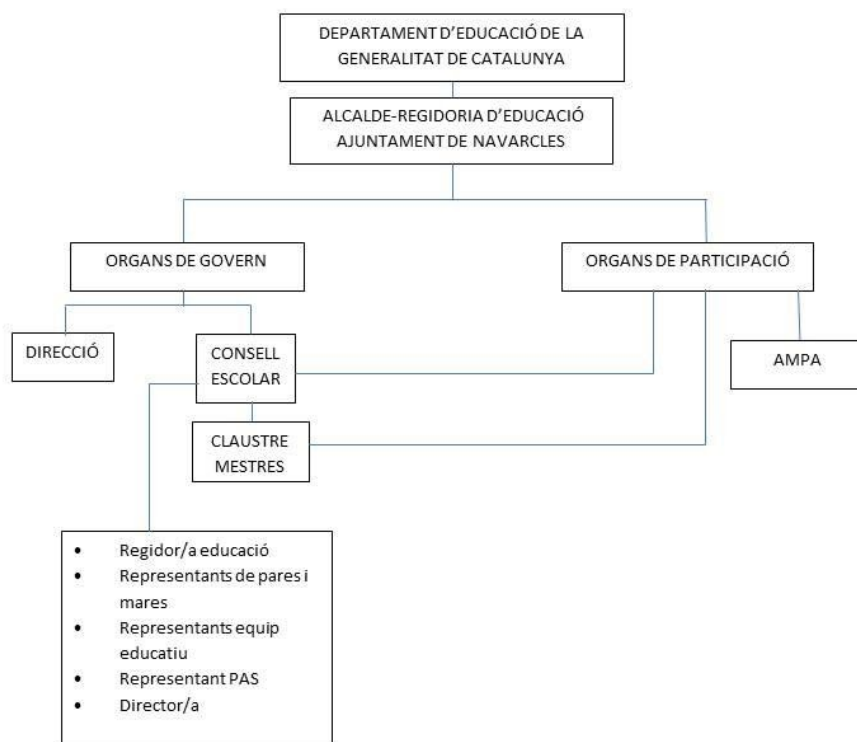 DEPARTAMENT D'EDUCACIÓ DE LA
GENERALITAT DE CATALUNYA
ALCALDE-REGIDORIA D'EDUCACIÓ
AJUNTAMENT DE NAVARCLES
ORGANS DE GOVERN
ORGANS DE PARTICIPACIÓ
DIRECCIÓ
CONSELL
ESCOLAR
AMPA
CLAUSTRE
MESTRES
• Regidor/a educació
• Representants de pares i
mares
• Representants equip
educatiu
• Representant PAS
• Director/a